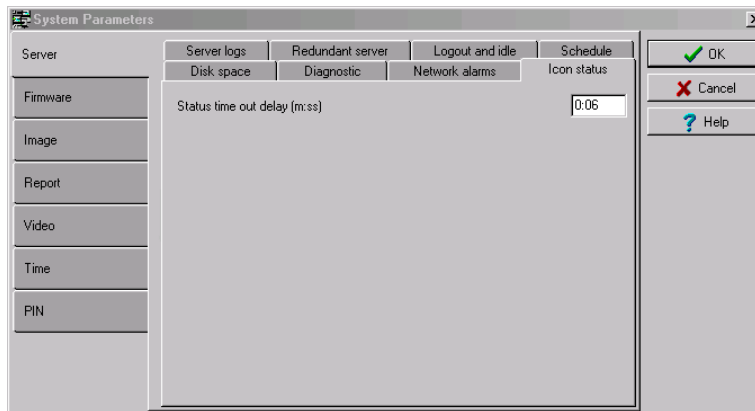 System Parameters
Server
Firmware
Image
Report
Video
Time
PIN
Server logs Redundant server Logout and idle Schedule
Disk space Diagnostic Network alarms Icon status
Status time out delay (m:ss) 0:06
OK
Cancel
Help